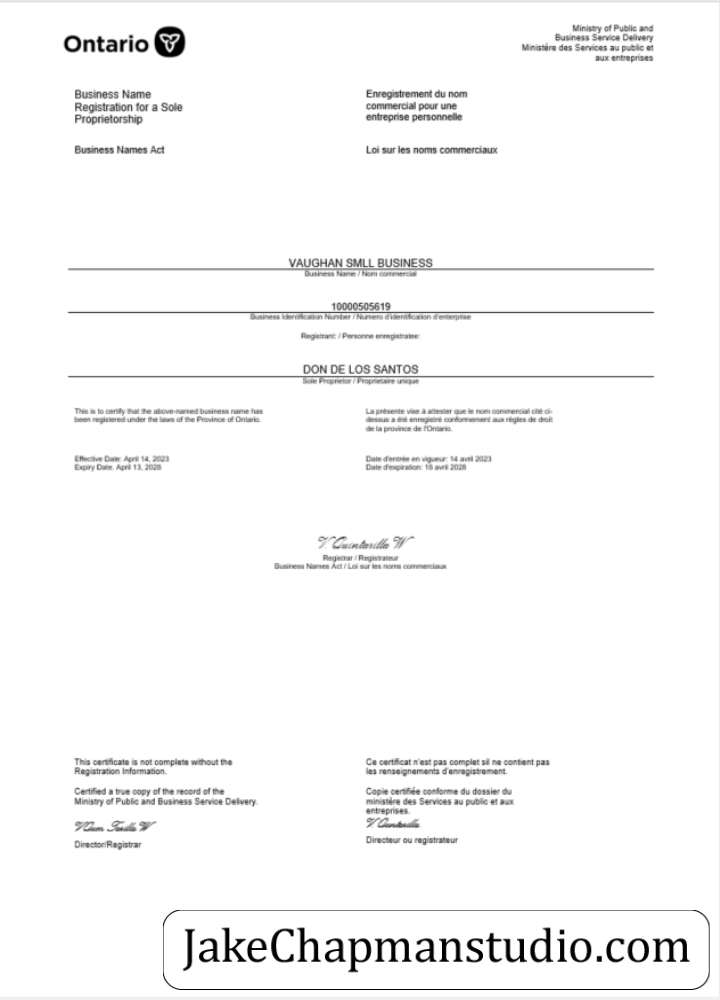 Ontario
Ministry of Public and
Business Service Delivery
Ministère des Services au public et
aux entreprises
Business Name
Registration for a Sole
Proprietorship
Enregistrement du nom
commercial pour une
entreprise personnelle
Business Names Act
Loi sur les noms commerciaux
VAUGHAN SMLL BUSINESS
Business Name / Nom commercial
10000505619
Business Identification Number / Numero d'identification d'enterprise
Registrant: / Personne enregistratee:
DON DE LOS SANTOS
Sole Proprietor / Proprietaire unique
This is to certify that the above-named business name has
been registered under the laws of the Province of Ontario.
La présente vise à attester que le nom commercial cité ci-
dessus a été enregistré conformement aux règles de droit
de la province de l'Ontario.
Effective Date: April 14, 2023
Expiry Date: April 13, 2028
Date d'entrée en vigueur: 14 avril 2023
Date d'expiration: avril 2028
V. Quintarilla W
Registrar / Registrateur
Business Names Act / Loi sur les noms commerciaux
This certificate is not complete without the
Registration Information.
Ce certificat n'est pas complet sil ne contient pas
les renseignements d'enregistrement.
Certified a true copy of the record of the
Ministry of Public and Business Service Delivery.
Copie certifiée conforme du dossier du
ministère des Services au public et aux
entreprises.
Director/Registrar
Directeur ou registrateur
JakeChapmanstudio.com